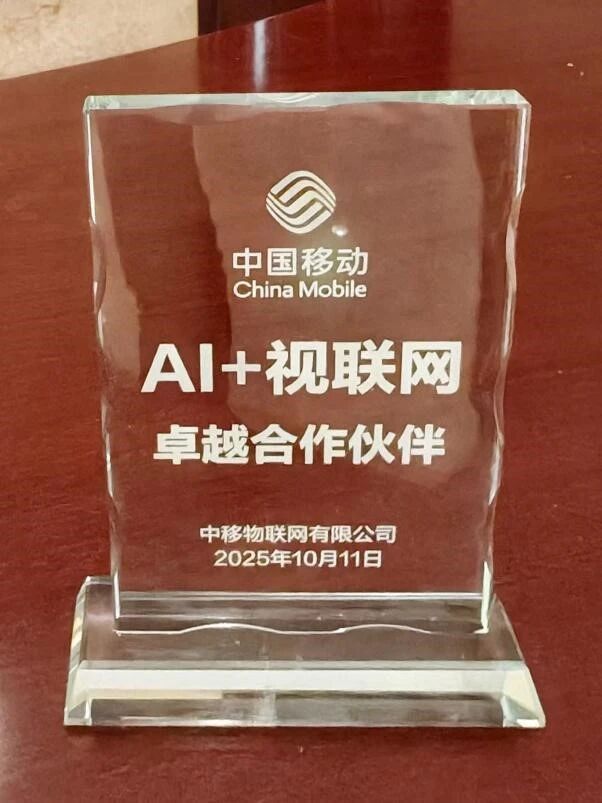 中国移动
China Mobile
AI+视联网
卓越合作伙伴
中移物联网有限公司
2025年10月11日